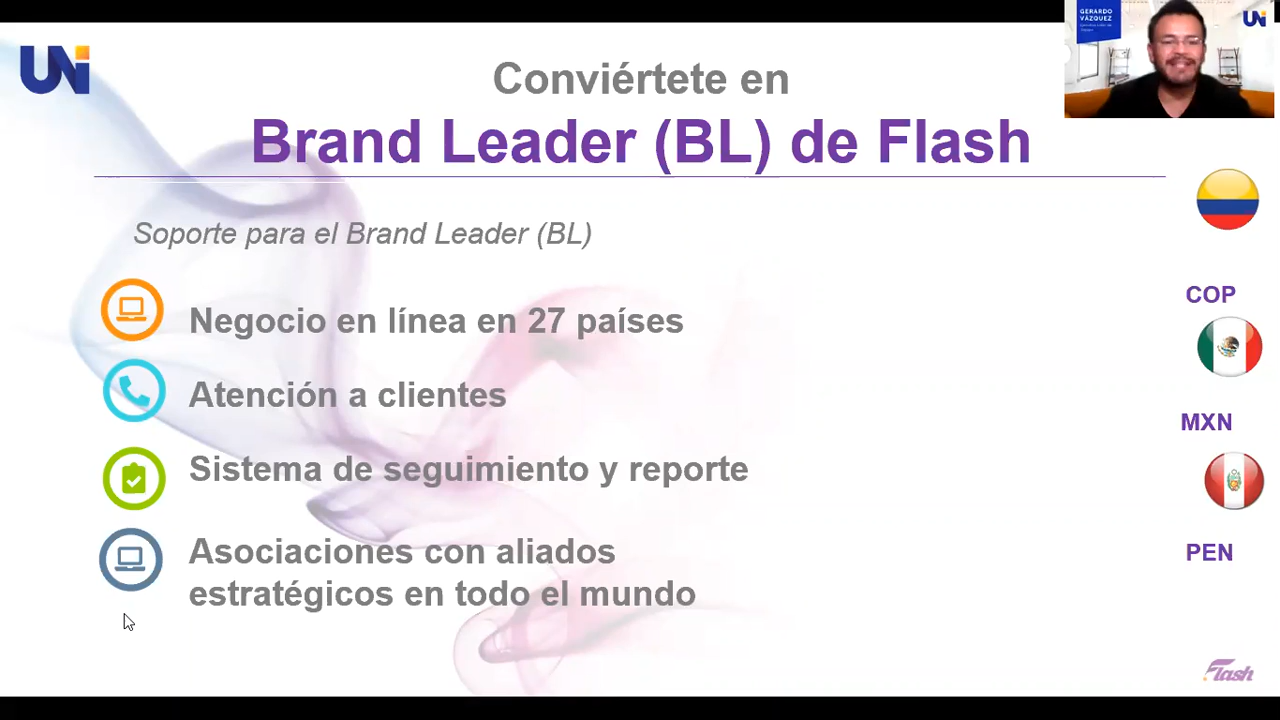 UNi
GERARDO
VÁZQUEZ
UNi
Conviértete en
Brand Leader (BL) de Flash
Soporte para el Brand Leader (BL)
Negocio en línea en 27 países
Atención a clientes
Sistema de seguimiento y reporte
Asociaciones con aliados
estratégicos en todo el mundo
COP
MXN
PEN
Flash